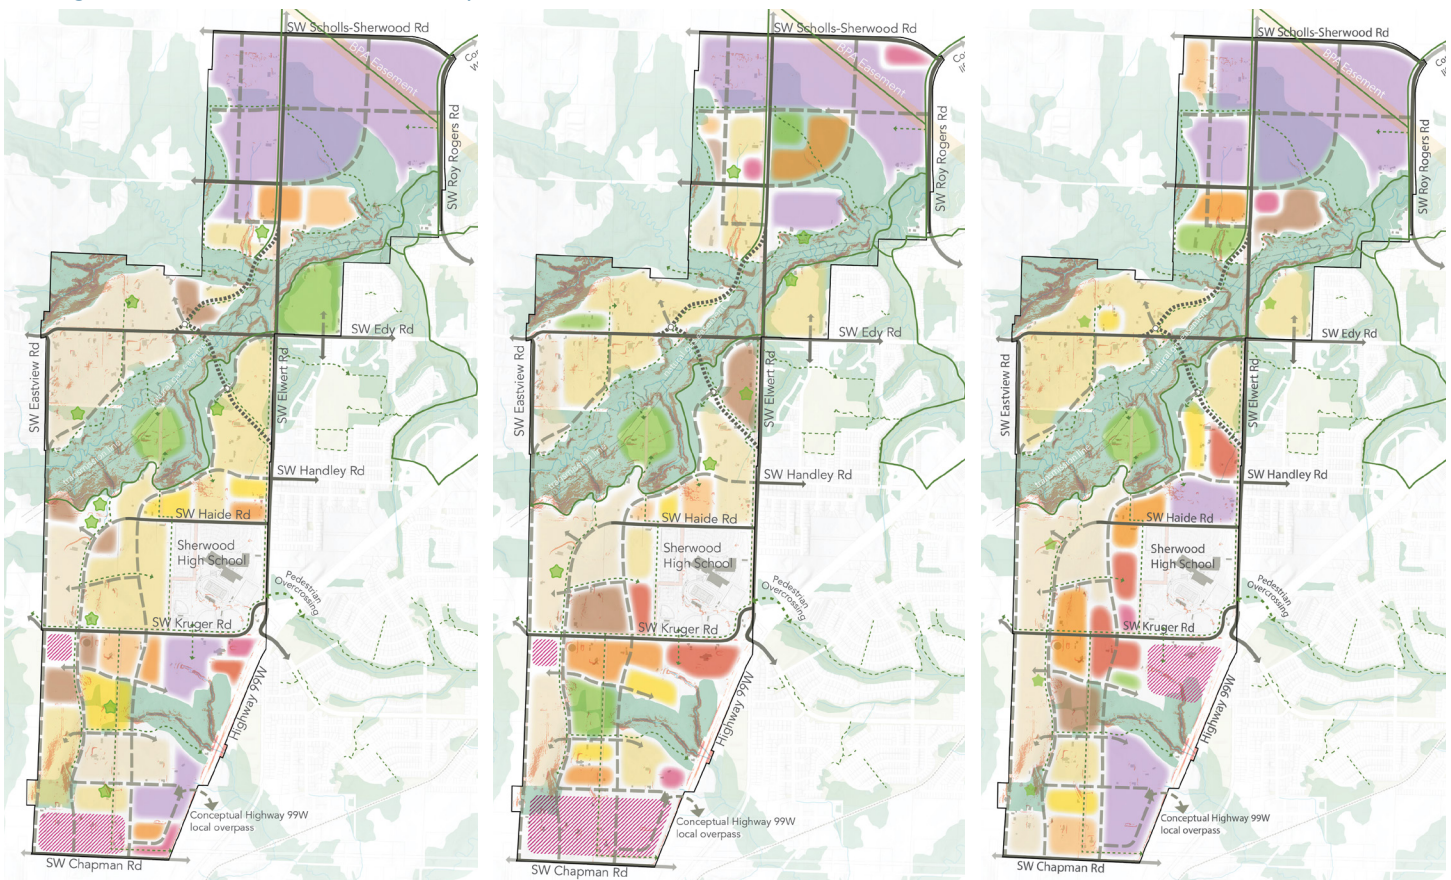 SW Scholls-Sherwood Rd
BPA Easement
SW Roy Rogers Rd
SW Edy Rd
SW Eastview Rd
SW Elwert Rd
SW Handley Rd
SW Haide Rd
Sherwood
High School
Pedestrian
Overcrossing
SW Kruger Rd
Highway 99W
Conceptual Highway 99W
local overpass
SW Chapman Rd
SW Scholls-Sherwood Rd
BPA Easement
SW Roy Rogers Rd
SW Edy Rd
SW Eastview Rd
SW Elwert Rd
SW Handley Rd
SW Haide Rd
Sherwood
High School
Pedestrian
Overcrossing
SW Kruger Rd
Highway 99W
Conceptual Highway 99W
local overpass
SW Chapman Rd
SW Scholls-Sherwood Rd
BPA Easement
SW Roy Rogers Rd
SW Edy Rd
SW Eastview Rd
SW Elwert Rd
SW Handley Rd
SW Haide Rd
Sherwood
High School
Pedestrian
Overcrossing
SW Kruger Rd
Highway 99W
Conceptual Highway 99W
local overpass
SW Chapman Rd